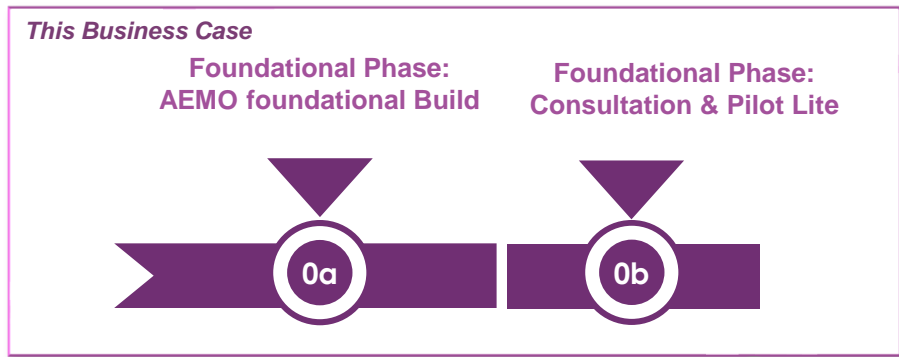 This Business Case
Foundational Phase:
AEMO foundational Build
Foundational Phase:
Consultation & Pilot Lite
0a
0b